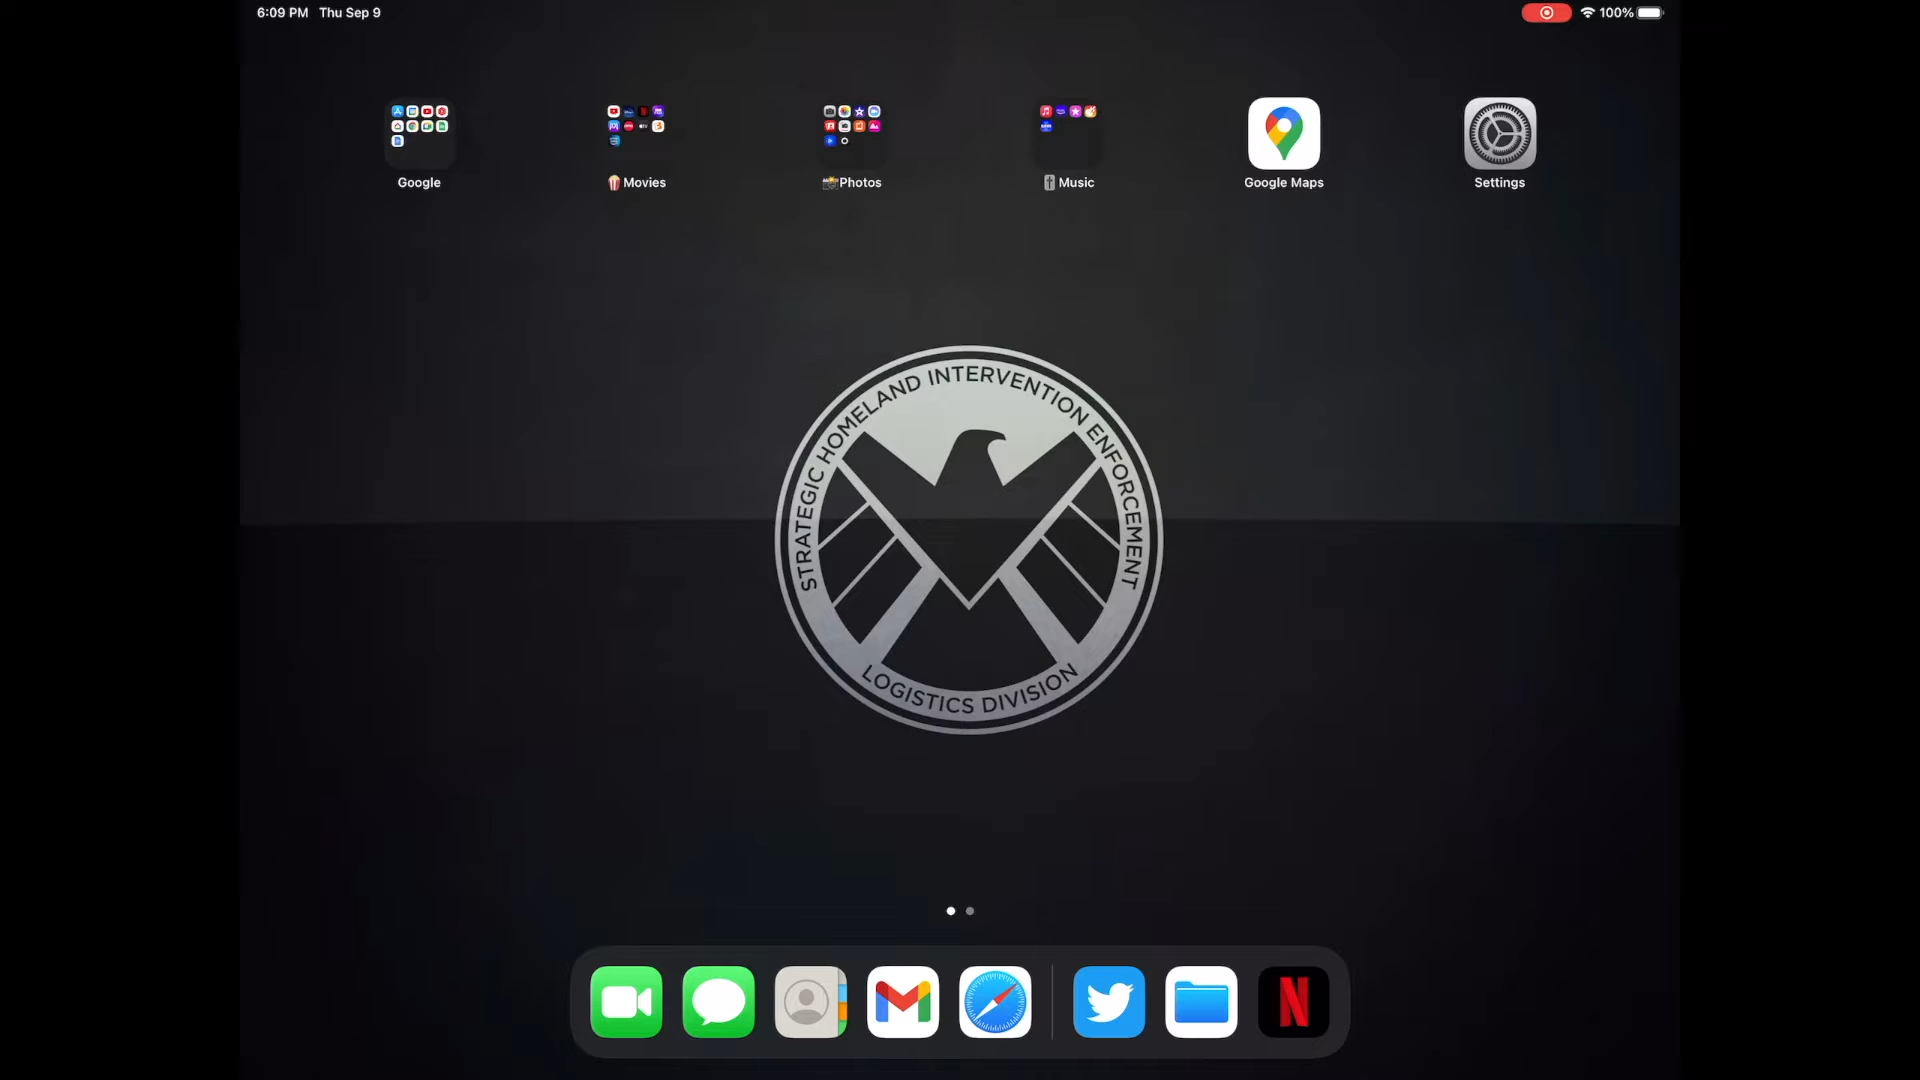 6:09 PM Thu Sep 9
100%
Google
Movies
Photos
Music
Google Maps
Settings
STRATEGIC HOMELAND INTERVENTION ENFORCEMENT
LOGISTICS DIVISION